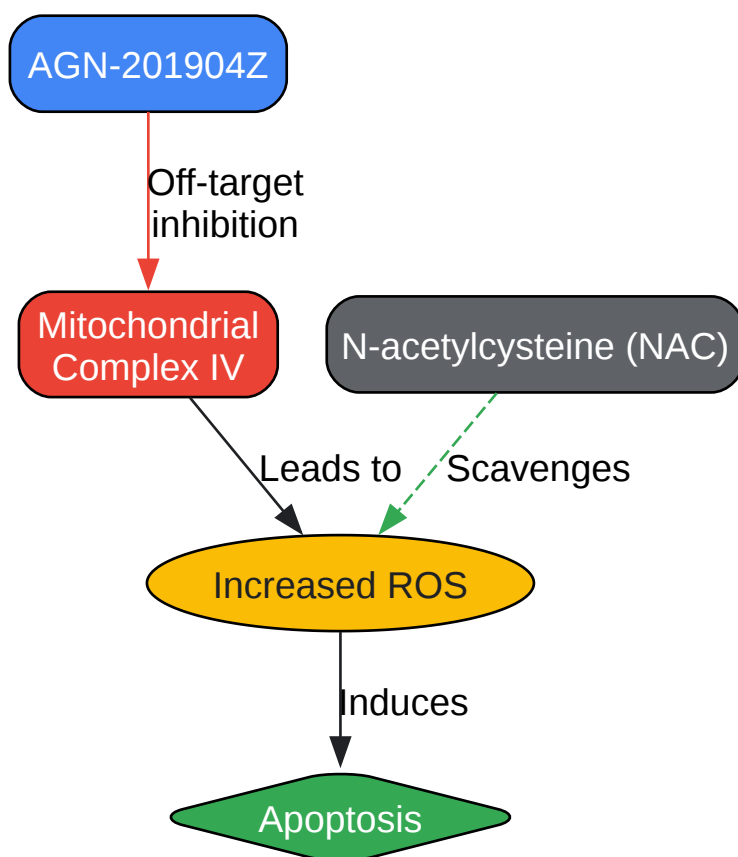 AGN-201904Z
Off-target
inhibition
Mitochondrial
Complex IV
N-acetylcysteine (NAC)
Leads to
Scavenges
Increased ROS
Induces
Apoptosis